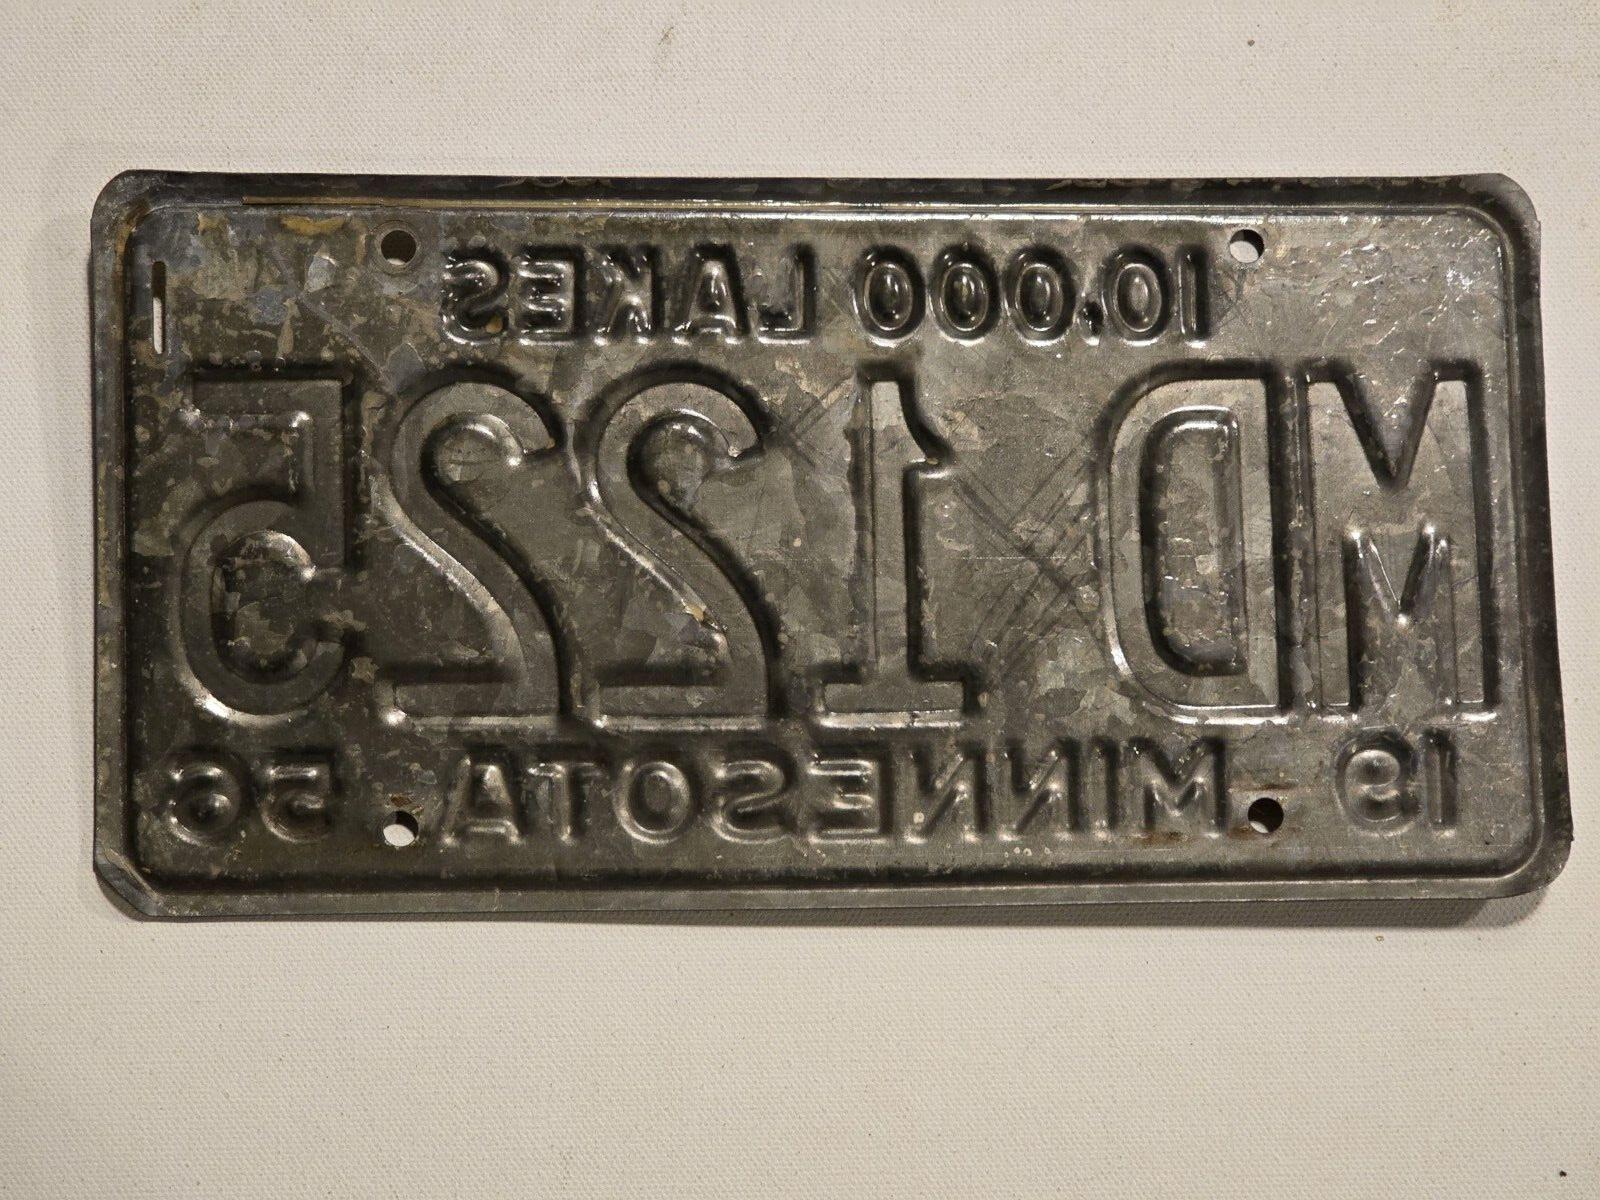 10,000 LAKES
MD 1225
19 MINNESOTA 56